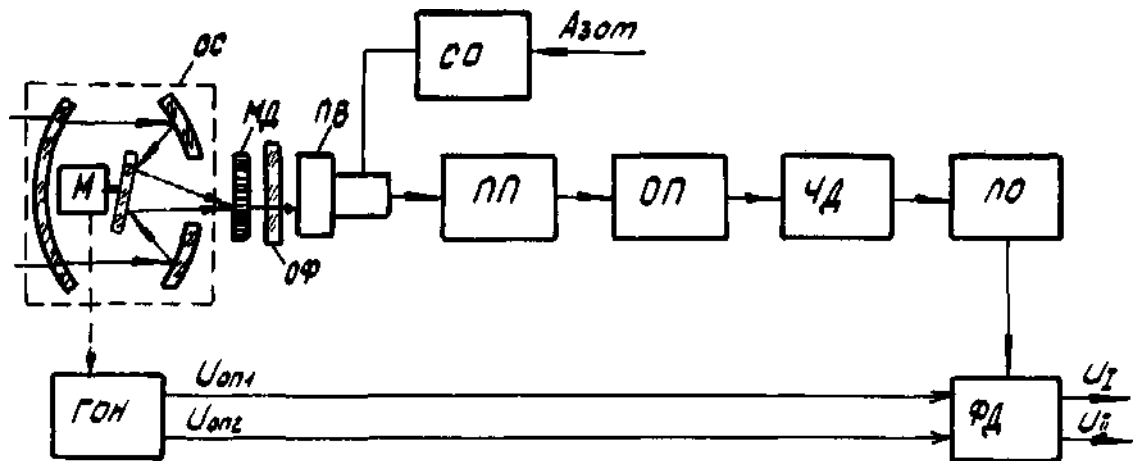 ОС
СО
Азот
МД
ПВ
М
ПП
ОП
ЧД
ПО
ОФ
ГОН
Uоп1
Uоп2
ФД
UI
UII